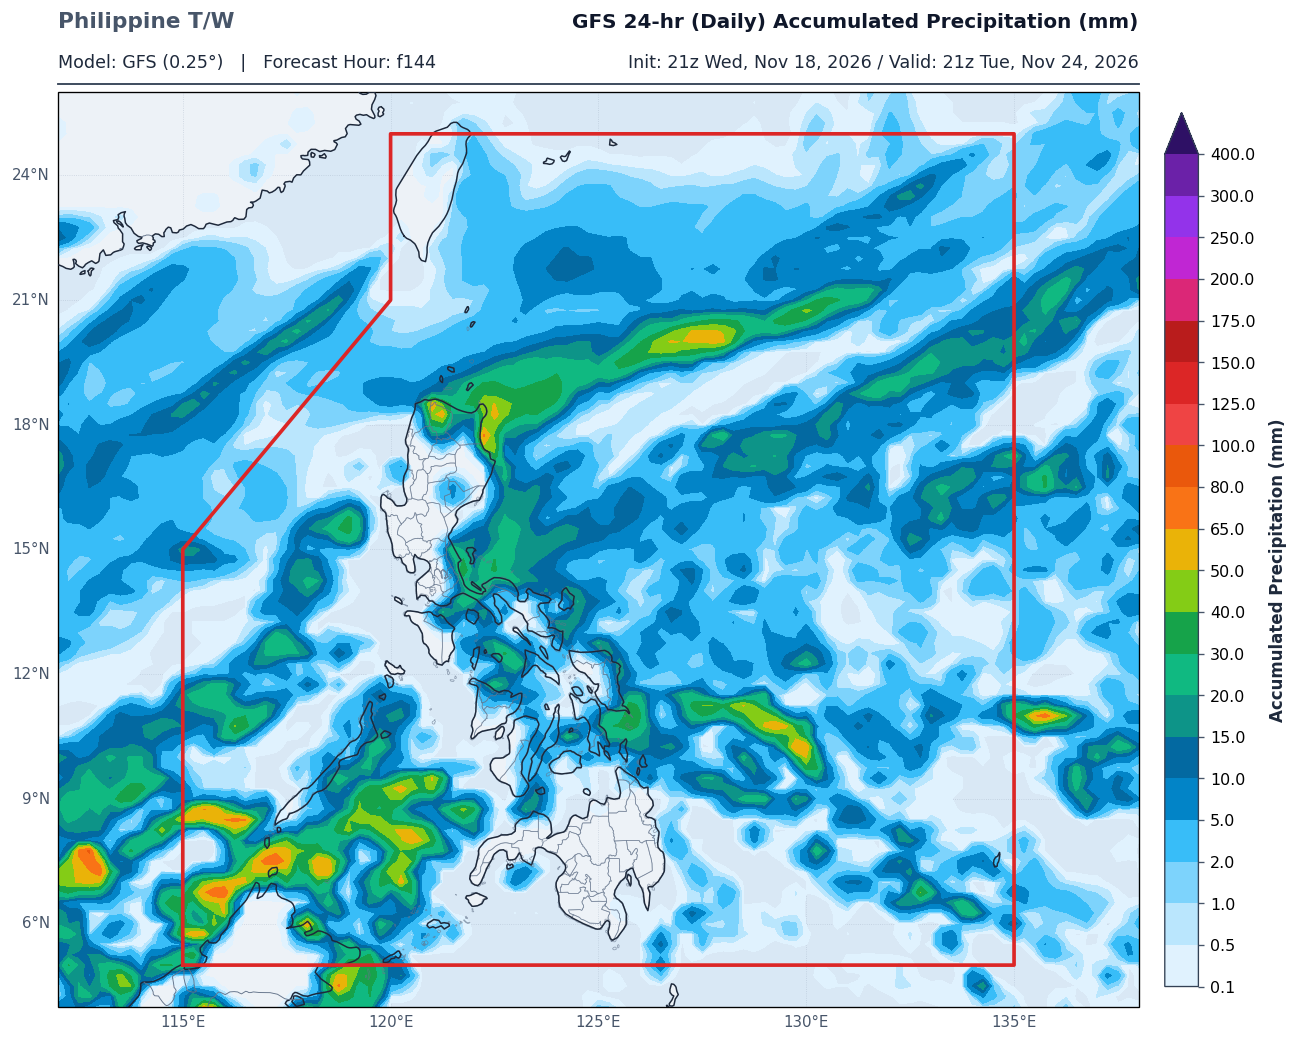 Philippine T/W
GFS 24-hr (Daily) Accumulated Precipitation (mm)
Model: GFS (0.25°) | Forecast Hour: f144
Init: 21z Wed, Nov 18, 2026 / Valid: 21z Tue, Nov 24, 2026
24°N
21°N
18°N
15°N
12°N
9°N
6°N
115°E
120°E
125°E
130°E
135°E
400.0
300.0
250.0
200.0
175.0
150.0
125.0
100.0
80.0
65.0
50.0
40.0
30.0
20.0
15.0
10.0
5.0
2.0
1.0
0.5
0.1
Accumulated Precipitation (mm)